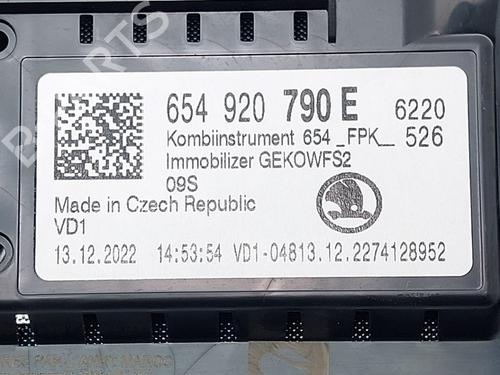 654 920 790 E 6220
Kombiinstrument 654 _FPK_ 526
Immobilizer GEKOWFS2
09S
Made in Czech Republic
VD1
13.12.2022 14:53:54 VD1-04813.12.2274128952
PARTS